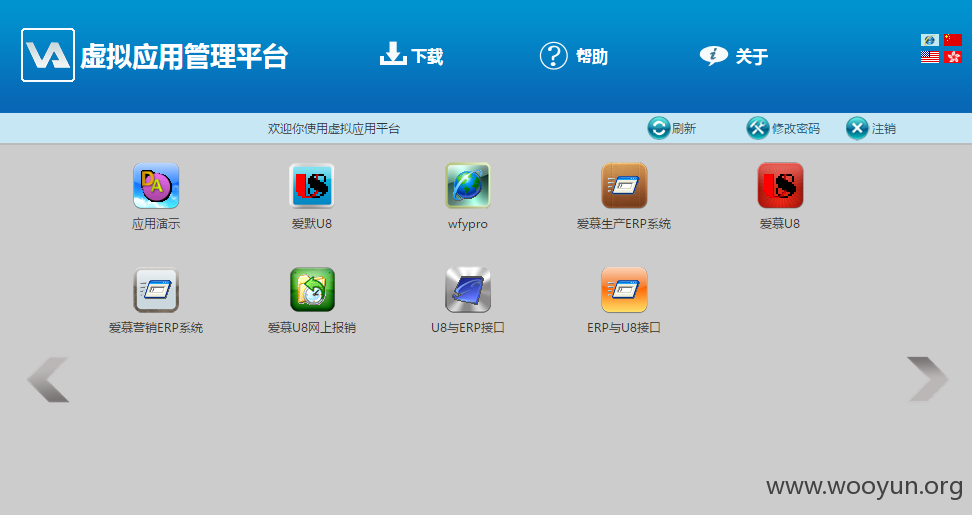 VA 虚拟应用管理平台 下载 帮助 关于
欢迎你使用虚拟应用平台 刷新 修改密码 注销
DA U8 U8
应用演示 爱默U8 wfypro 爱慕生产ERP系统 爱慕U8
爱慕营销ERP系统 爱慕U8网上报销 U8与ERP接口 ERP与U8接口
www.wooyun.org